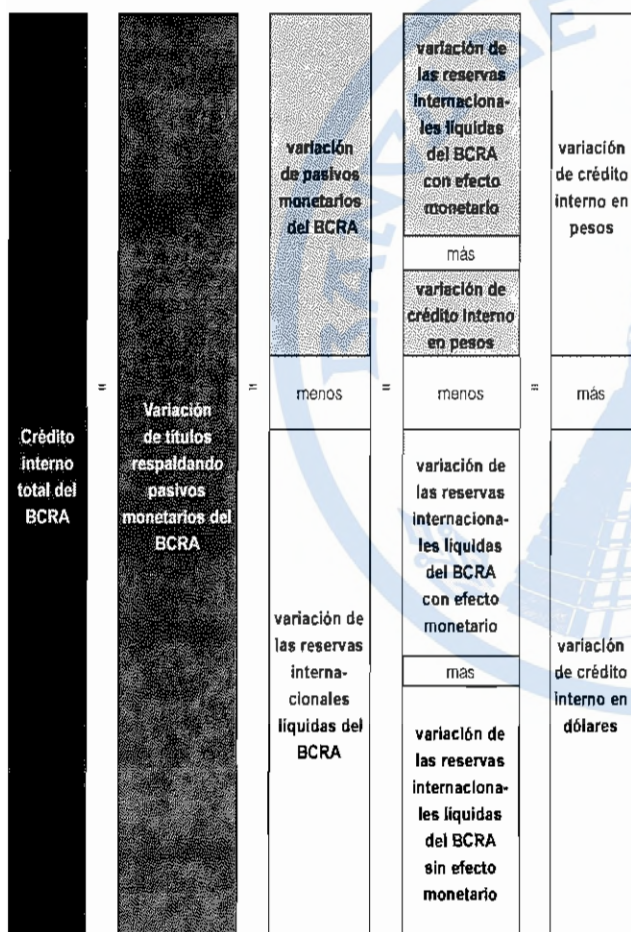 Crédito
interno
total del
BCRA
=
Variación
de títulos
respaldando
pasivos
monetarios del
BCRA
=
variación
de pasivos
monetarios
del BCRA
menos
variación de
las reservas
interna-
cionales
líquidas del
BCRA
=
variación de
las reservas
internaciona-
les líquidas
del BCRA
con efecto
monetario
más
variación de
crédito interno
en pesos
menos
variación de
las reservas
internaciona-
les líquidas
del BCRA
con efecto
monetario
mas
variación de
las reservas
internaciona-
les líquidas
del BCRA
sin efecto
monetario
=
variación
de crédito
interno en
pesos
más
variación
de crédito
interno en
dólares